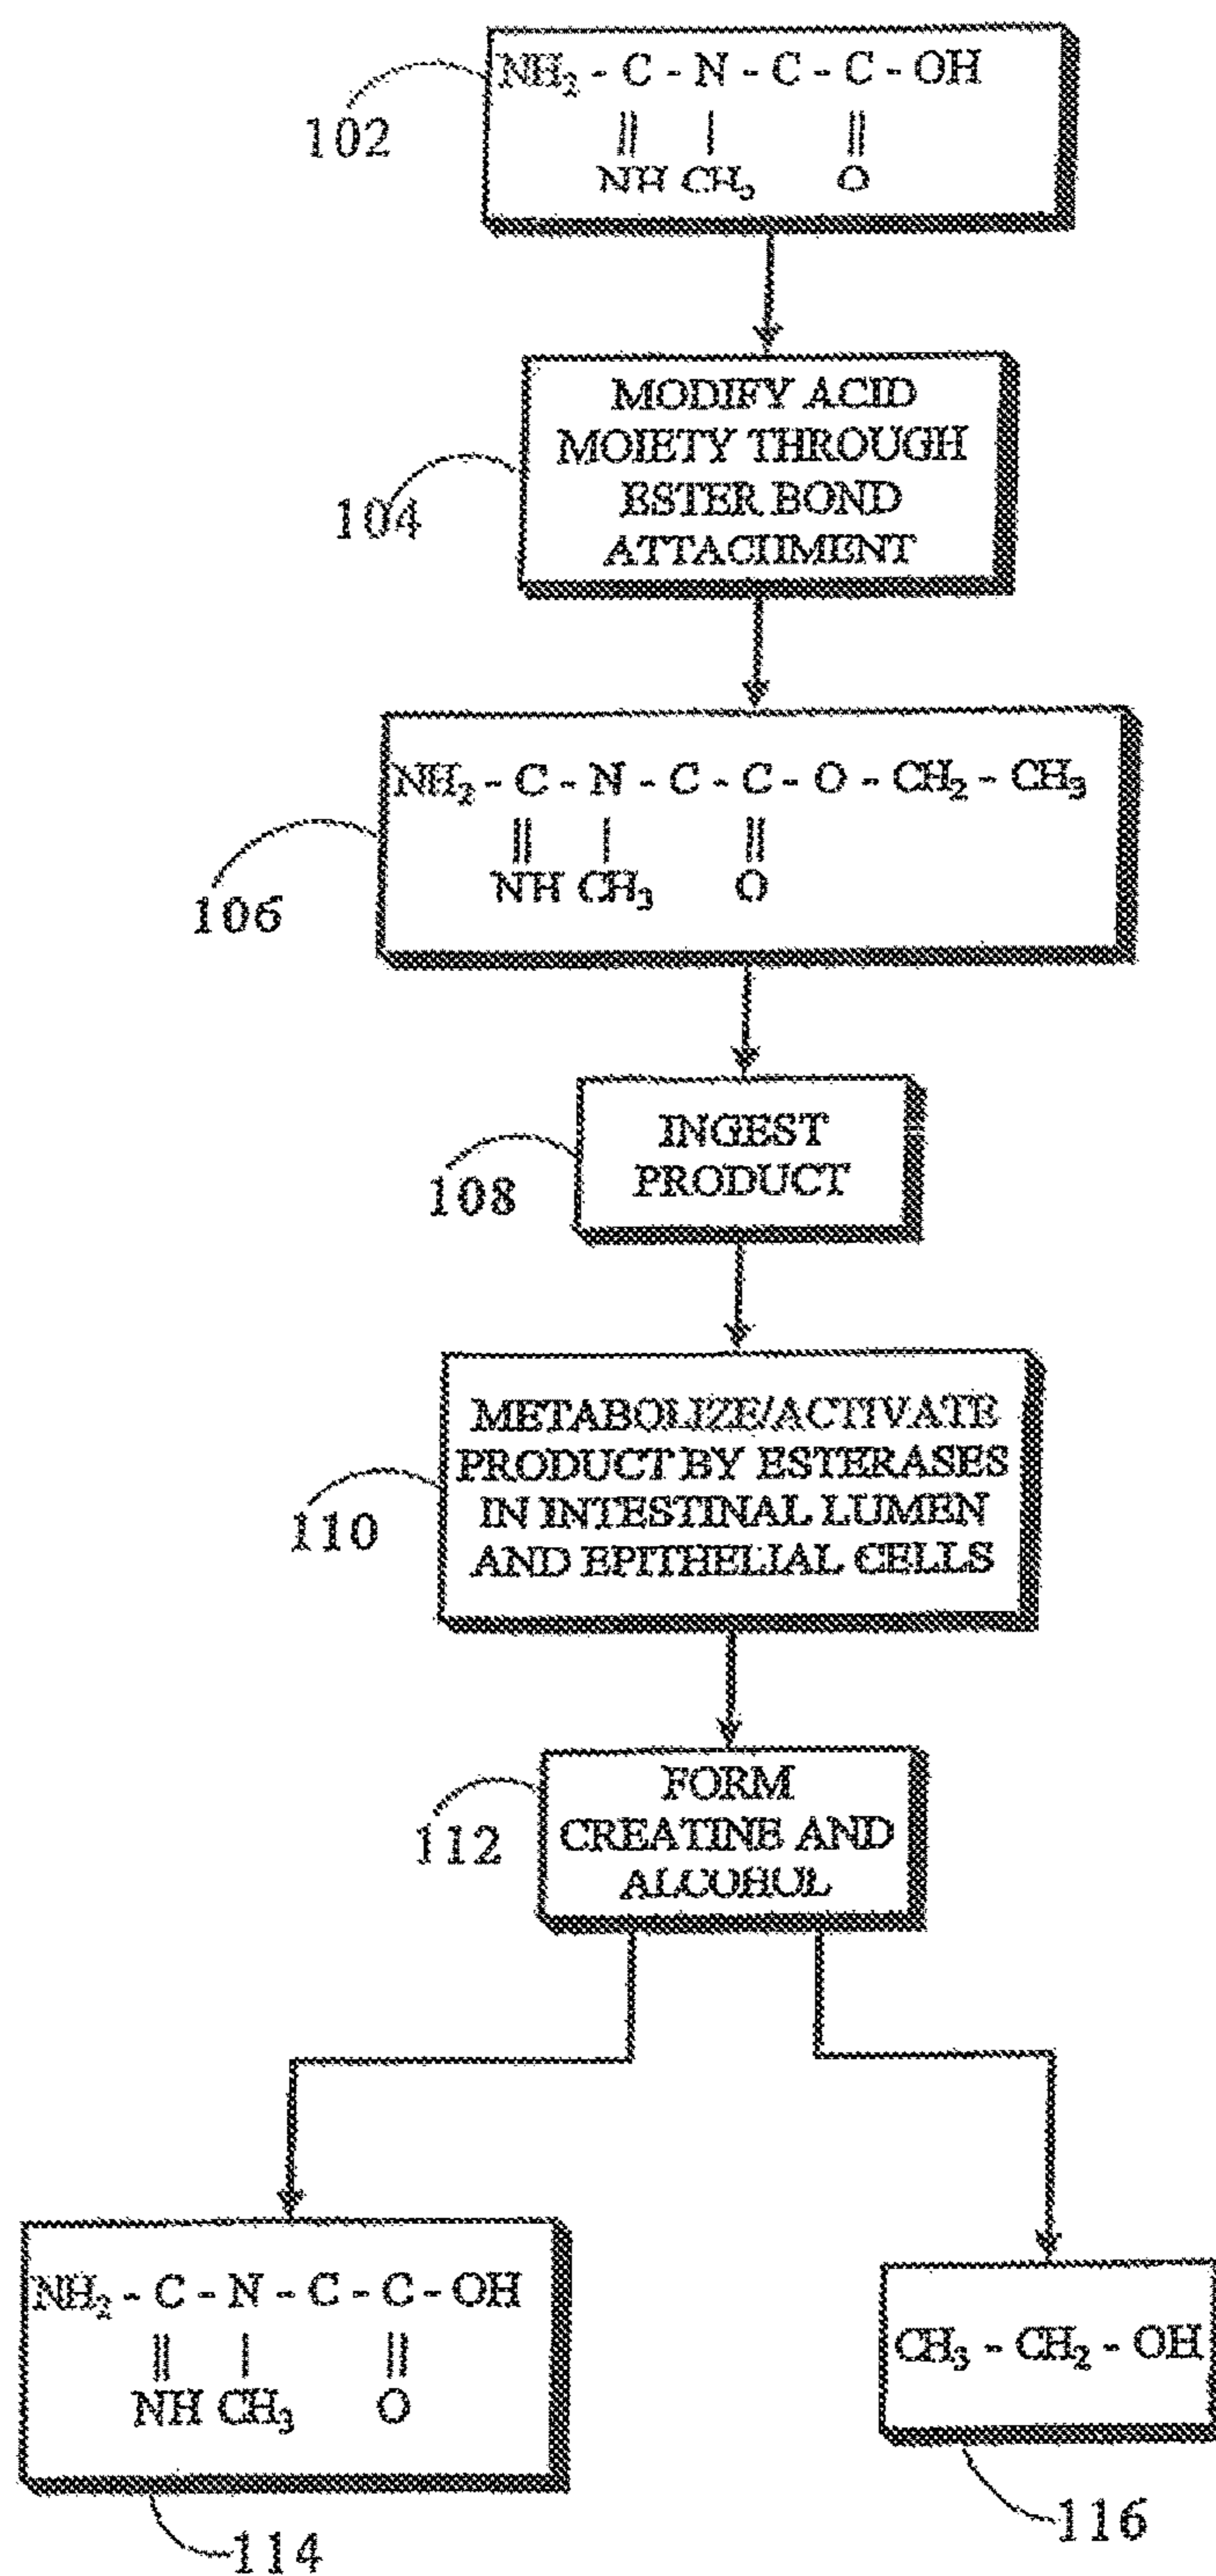 NH₂ - C - N - C - C - OH
|| | ||
NH CH₃ O
102
MODIFY ACID
MOIETY THROUGH
ESTER BOND
ATTACHMENT
104
NH₂ - C - N - C - C - O - CH₂ - CH₃
|| | ||
NH CH₃ O
106
INGEST
PRODUCT
108
METABOLIZE/ACTIVATE
PRODUCT BY ESTERASES
IN INTESTINAL LUMEN
AND EPITHELIAL CELLS
110
FORM
CREATINE AND
ALCOHOL
112
NH₂ - C - N - C - C - OH
|| | ||
NH CH₃ O
114
CH₃ - CH₂ - OH
116